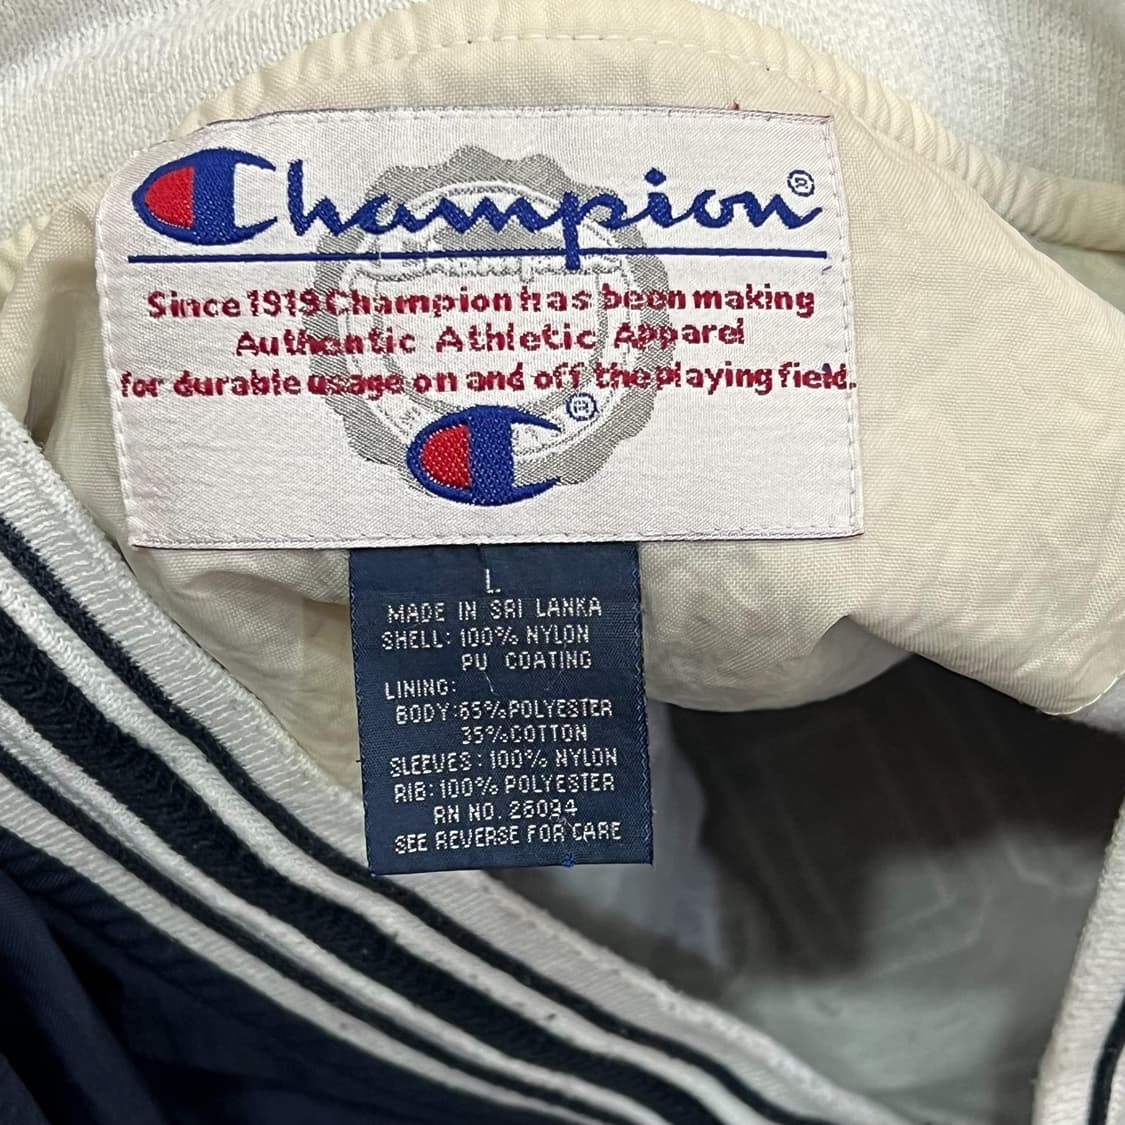 Champion®
Since 1919 Champion has been making
Authentic Athletic Apparel
for durable usage on and off the playing field.
®
L
MADE IN SRI LANKA
SHELL: 100% NYLON
PU COATING
LINING:
BODY:65%POLYESTER
35%COTTON
SLEEVES: 100% NYLON
RIB: 100% POLYESTER
RN NO. 26094
SEE REVERSE FOR CARE